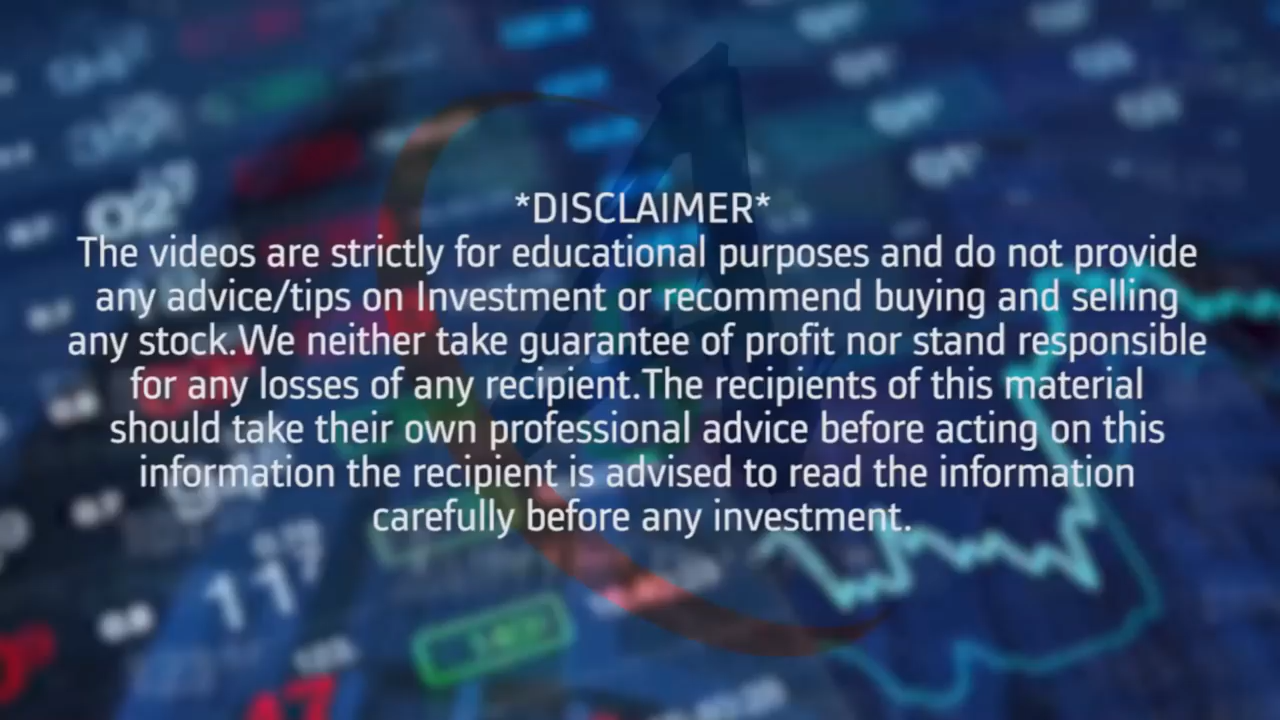 *DISCLAIMER*
The videos are strictly for educational purposes and do not provide
any advice/tips on Investment or recommend buying and selling
any stock.We neither take guarantee of profit nor stand responsible
for any losses of any recipient.The recipients of this material
should take their own professional advice before acting on this
information the recipient is advised to read the information
carefully before any investment.